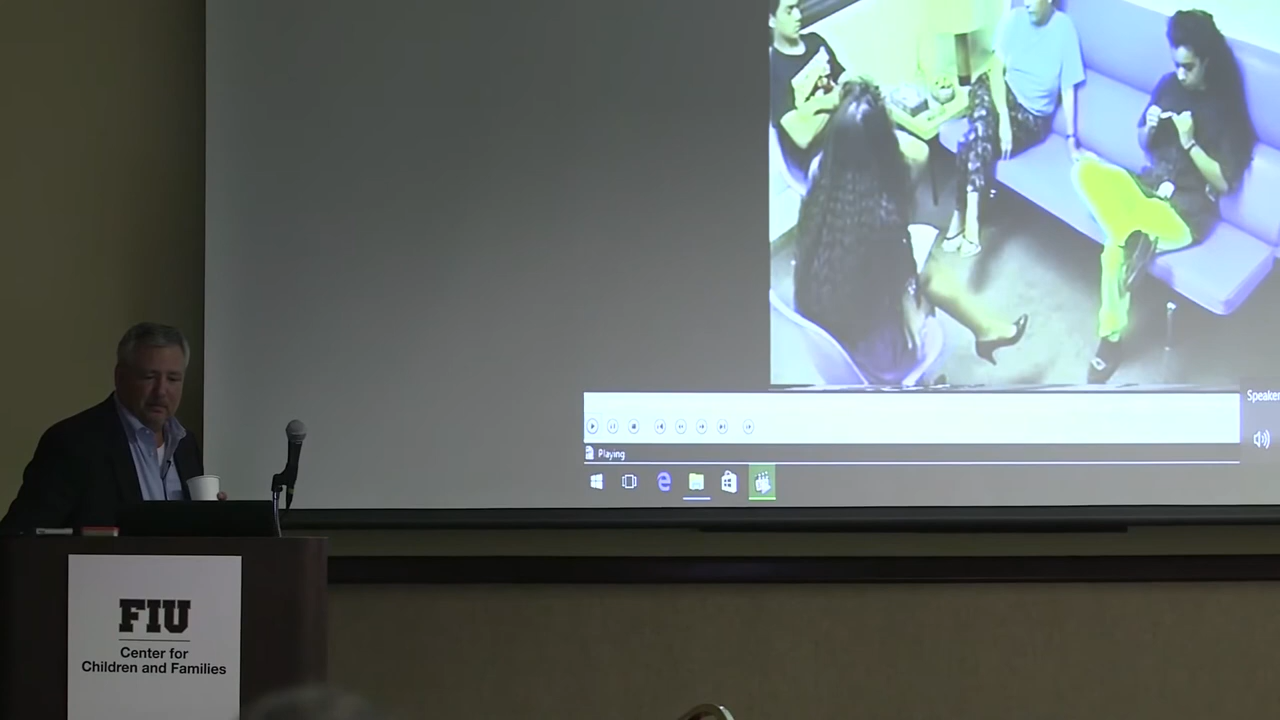 Speaker
Playing
FIU
Center for
Children and Families